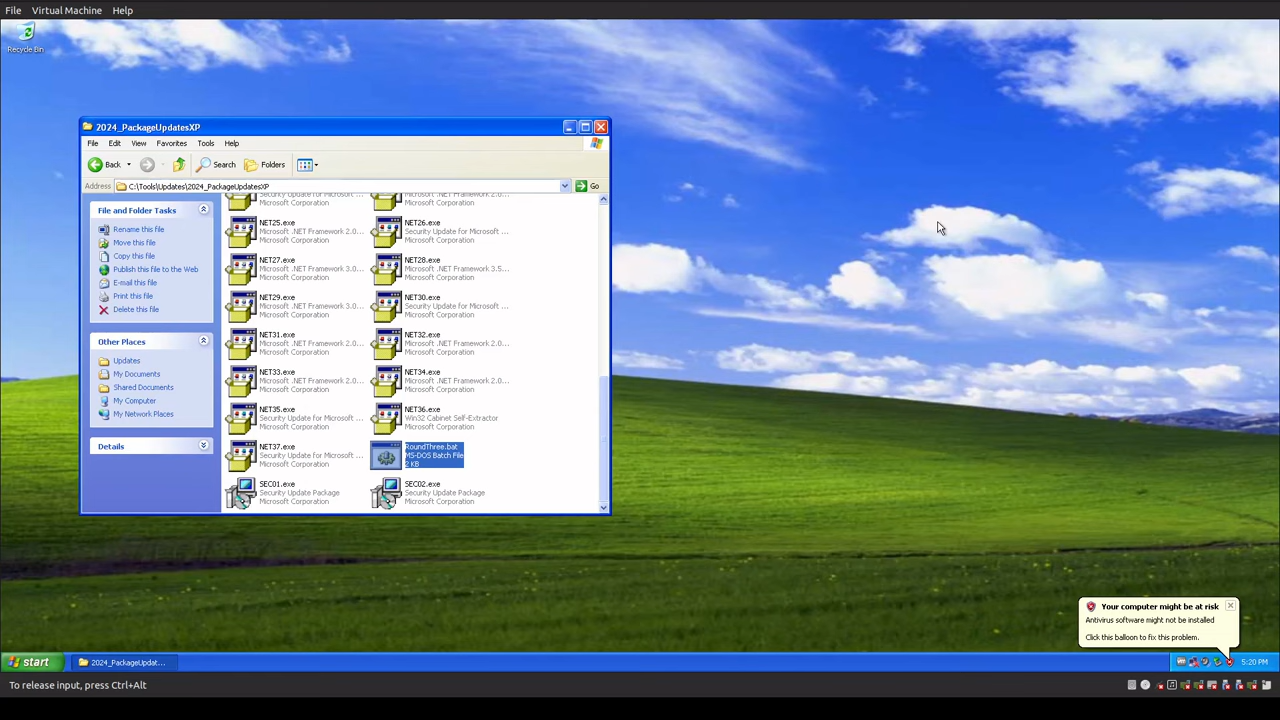 File Virtual Machine Help
Recycle Bin
2024_PackageUpdatesXP
File Edit View Favorites Tools Help
Back Search Folders
Address C:\Tools\Updates\2024_PackageUpdatesXP Go
File and Folder Tasks
Rename this file
Move this file
Copy this file
Publish this file to the Web
E-mail this file
Print this file
Delete this file
Other Places
Updates
My Documents
Shared Documents
My Computer
My Network Places
Details
Security Update for Microsoft ...
Microsoft Corporation
Microsoft .NET Framework 2.0...
Microsoft Corporation
NET25.exe
Microsoft .NET Framework 2.0...
Microsoft Corporation
NET26.exe
Security Update for Microsoft ...
Microsoft Corporation
NET27.exe
Microsoft .NET Framework 3.0...
Microsoft Corporation
NET28.exe
Microsoft .NET Framework 3.5...
Microsoft Corporation
NET29.exe
Microsoft .NET Framework 3.0...
Microsoft Corporation
NET30.exe
Security Update for Microsoft ...
Microsoft Corporation
NET31.exe
Microsoft .NET Framework 2.0...
Microsoft Corporation
NET32.exe
Microsoft .NET Framework 2.0...
Microsoft Corporation
NET33.exe
Microsoft .NET Framework 2.0...
Microsoft Corporation
NET34.exe
Microsoft .NET Framework 2.0...
Microsoft Corporation
NET35.exe
Security Update for Microsoft ...
Microsoft Corporation
NET36.exe
Win32 Cabinet Self-Extractor
Microsoft Corporation
NET37.exe
Security Update for Microsoft ...
Microsoft Corporation
RoundThree.bat
MS-DOS Batch File
2 KB
SEC01.exe
Security Update Package
Microsoft Corporation
SEC02.exe
Security Update Package
Microsoft Corporation
Your computer might be at risk
Antivirus software might not be installed
Click this balloon to fix this problem.
start 2024_PackageUpdat... 5:20 PM
To release input, press Ctrl+Alt